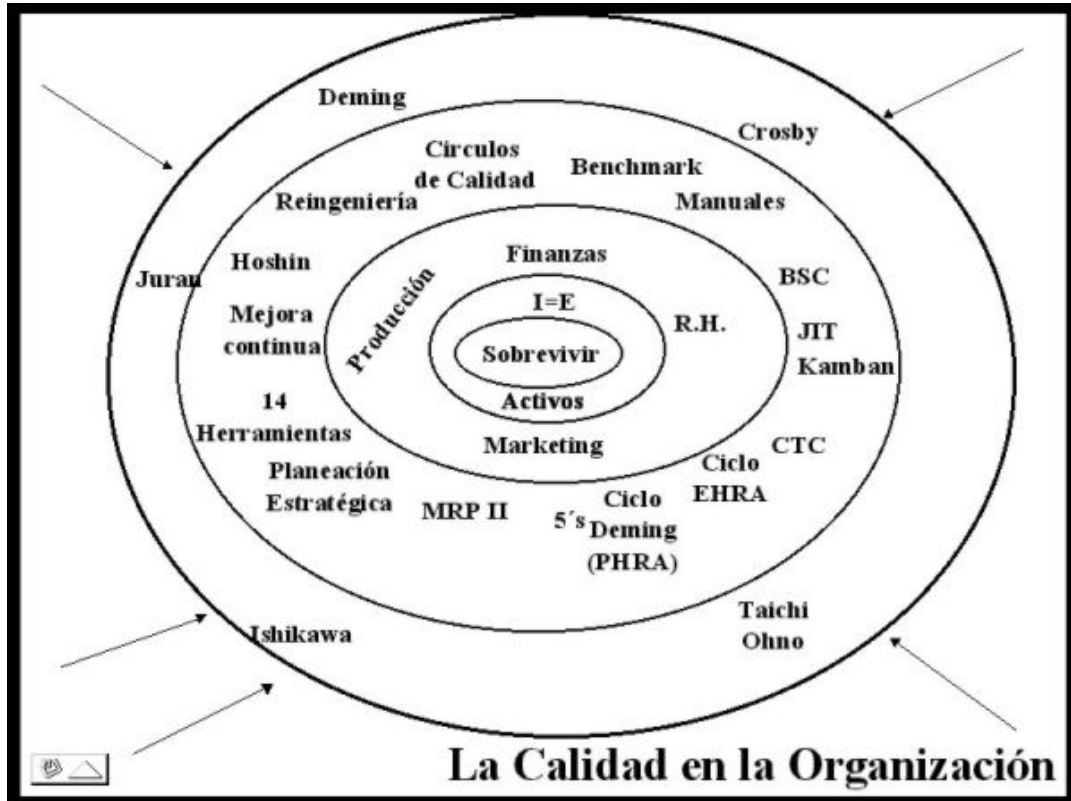 Deming
Crosby
Circulos
de Calidad
Benchmark
Reingeniería
Manuales
Juran
Hoshin
Finanzas
BSC
Producción
I=E
Mejora
continua
R.H.
JIT
Kamban
Sobrevivir
14
Herramientas
Activos
Marketing
CTC
Planeación
Estratégica
Ciclo
EHRA
MRP II
5´s
Ciclo
Deming
(PHRA)
Taichi
Ohno
Ishikawa
La Calidad en la Organización